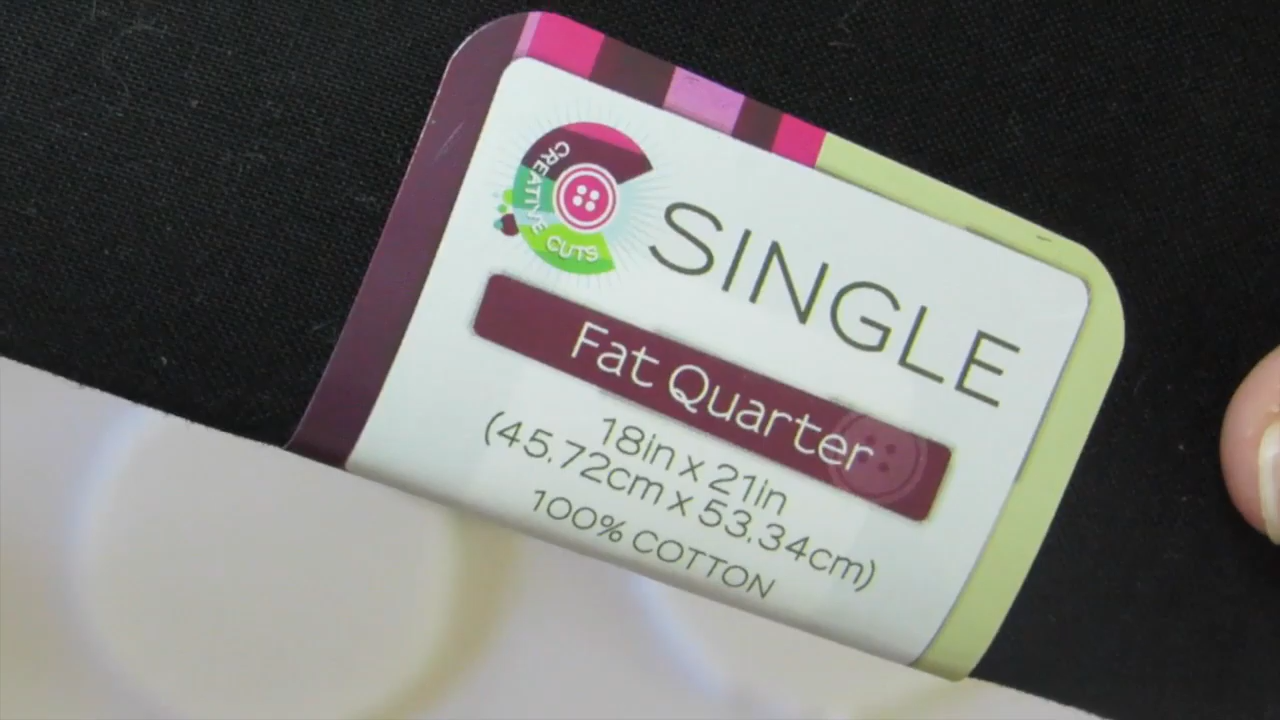 CREATIVE CUTS
SINGLE
Fat Quarter
18in x 21in
(45.72cm x 53.34cm)
100% COTTON